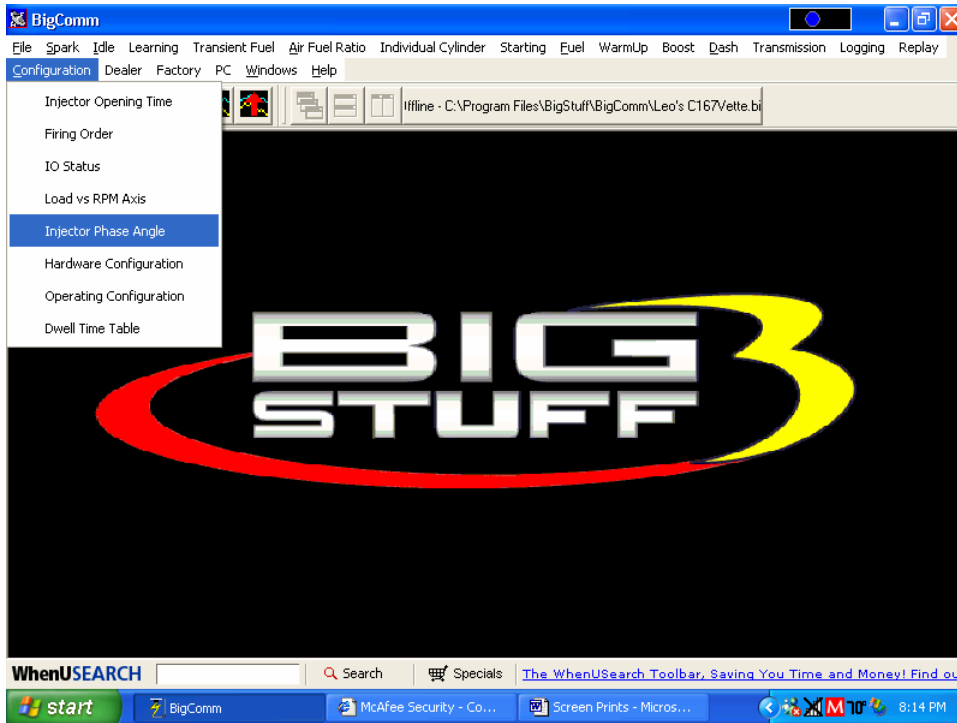 BigComm
File Spark Idle Learning Transient Fuel Air Fuel Ratio Individual Cylinder Starting Fuel WarmUp Boost Dash Transmission Logging Replay
Configuration Dealer Factory PC Windows Help
Iffline - C:\Program Files\BigStuff\BigComm\Leo's C167Vette.bi
Injector Opening Time
Firing Order
IO Status
Load vs RPM Axis
Injector Phase Angle
Hardware Configuration
Operating Configuration
Dwell Time Table
BIG
STUFF 3
WhenUSEARCH Search Specials The WhenUSearch Toolbar, Saving You Time and Money! Find ou
start BigComm McAfee Security - Co... Screen Prints - Micros... M 70° 8:14 PM